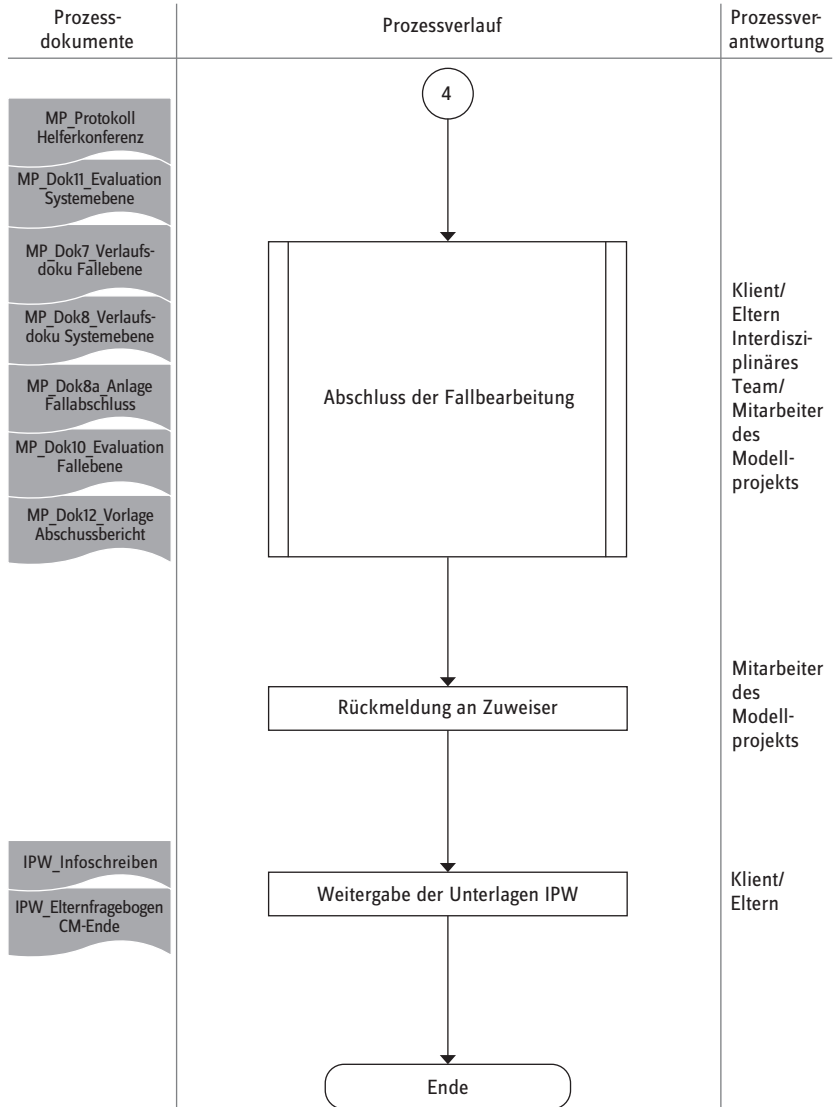 Prozess-
dokumente
Prozessverlauf
Prozessver-
antwortung
4
MP_Protokoll
Helferkonferenz
MP_Dok11_Evaluation
Systemebene
MP_Dok7_Verlaufs-
doku Fallebene
MP_Dok8_Verlaufs-
doku Systemebene
MP_Dok8a_Anlage
Fallabschluss
MP_Dok10_Evaluation
Fallebene
MP_Dok12_Vorlage
Abschussbericht
Abschluss der Fallbearbeitung
Klient/
Eltern
Interdiszi-
plinäres
Team/
Mitarbeiter
des
Modell-
projekts
Rückmeldung an Zuweiser
Mitarbeiter
des
Modell-
projekts
IPW_Infoschreiben
IPW_Elternfragebogen
CM-Ende
Weitergabe der Unterlagen IPW
Klient/
Eltern
Ende